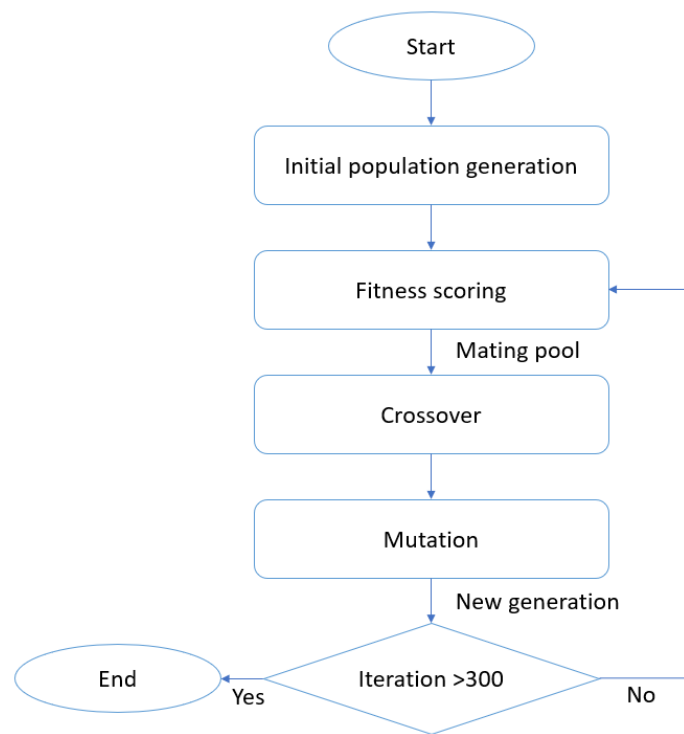 Start
Initial population generation
Fitness scoring
Mating pool
Crossover
Mutation
New generation
Iteration >300
End
Yes
No